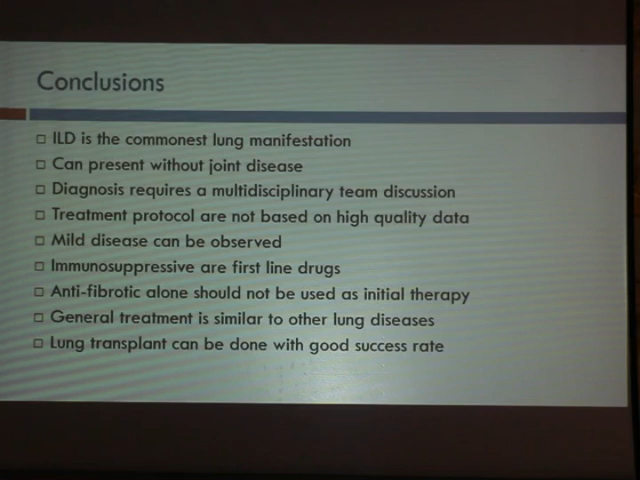 Conclusions
ILD is the commonest lung manifestation
Can present without joint disease
Diagnosis requires a multidisciplinary team discussion
Treatment protocol are not based on high quality data
Mild disease can be observed
Immunosuppressive are first line drugs
Anti-fibrotic alone should not be used as initial therapy
General treatment is similar to other lung diseases
Lung transplant can be done with good success rate